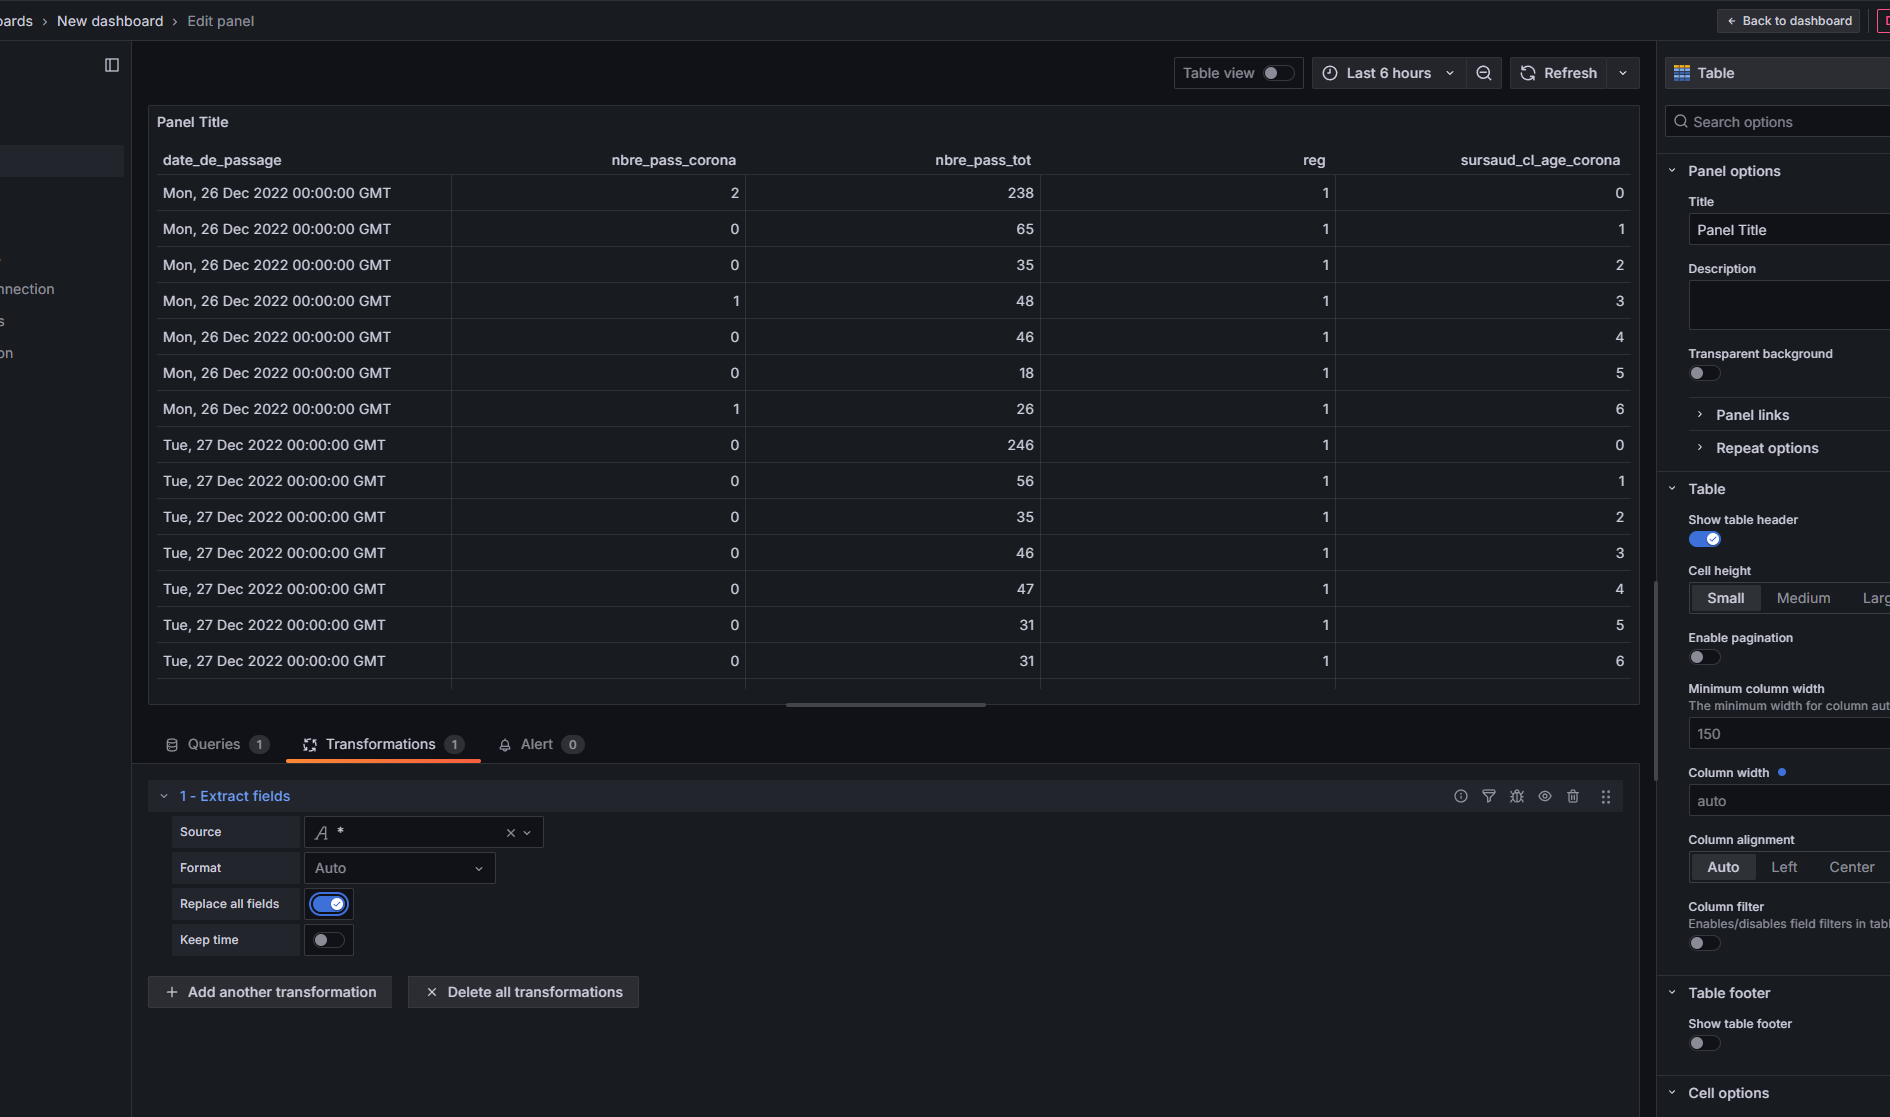 oards › New dashboard › Edit panel
← Back to dashboard
nnection
s
on
Table view
Last 6 hours
Refresh
Panel Title
date_de_passage nbre_pass_corona nbre_pass_tot reg sursaud_cl_age_corona
Mon, 26 Dec 2022 00:00:00 GMT 2 238 1 0
Mon, 26 Dec 2022 00:00:00 GMT 0 65 1 1
Mon, 26 Dec 2022 00:00:00 GMT 0 35 1 2
Mon, 26 Dec 2022 00:00:00 GMT 1 48 1 3
Mon, 26 Dec 2022 00:00:00 GMT 0 46 1 4
Mon, 26 Dec 2022 00:00:00 GMT 0 18 1 5
Mon, 26 Dec 2022 00:00:00 GMT 1 26 1 6
Tue, 27 Dec 2022 00:00:00 GMT 0 246 1 0
Tue, 27 Dec 2022 00:00:00 GMT 0 56 1 1
Tue, 27 Dec 2022 00:00:00 GMT 0 35 1 2
Tue, 27 Dec 2022 00:00:00 GMT 0 46 1 3
Tue, 27 Dec 2022 00:00:00 GMT 0 47 1 4
Tue, 27 Dec 2022 00:00:00 GMT 0 31 1 5
Tue, 27 Dec 2022 00:00:00 GMT 0 31 1 6
Queries 1
Transformations 1
Alert 0
1 - Extract fields
Source *
Format Auto
Replace all fields
Keep time
+ Add another transformation
× Delete all transformations
Table
Search options
Panel options
Title
Panel Title
Description
Transparent background
Panel links
Repeat options
Table
Show table header
Cell height
Small Medium Larg
Enable pagination
Minimum column width
The minimum width for column aut
150
Column width
auto
Column alignment
Auto Left Center
Column filter
Enables/disables field filters in tabl
Table footer
Show table footer
Cell options